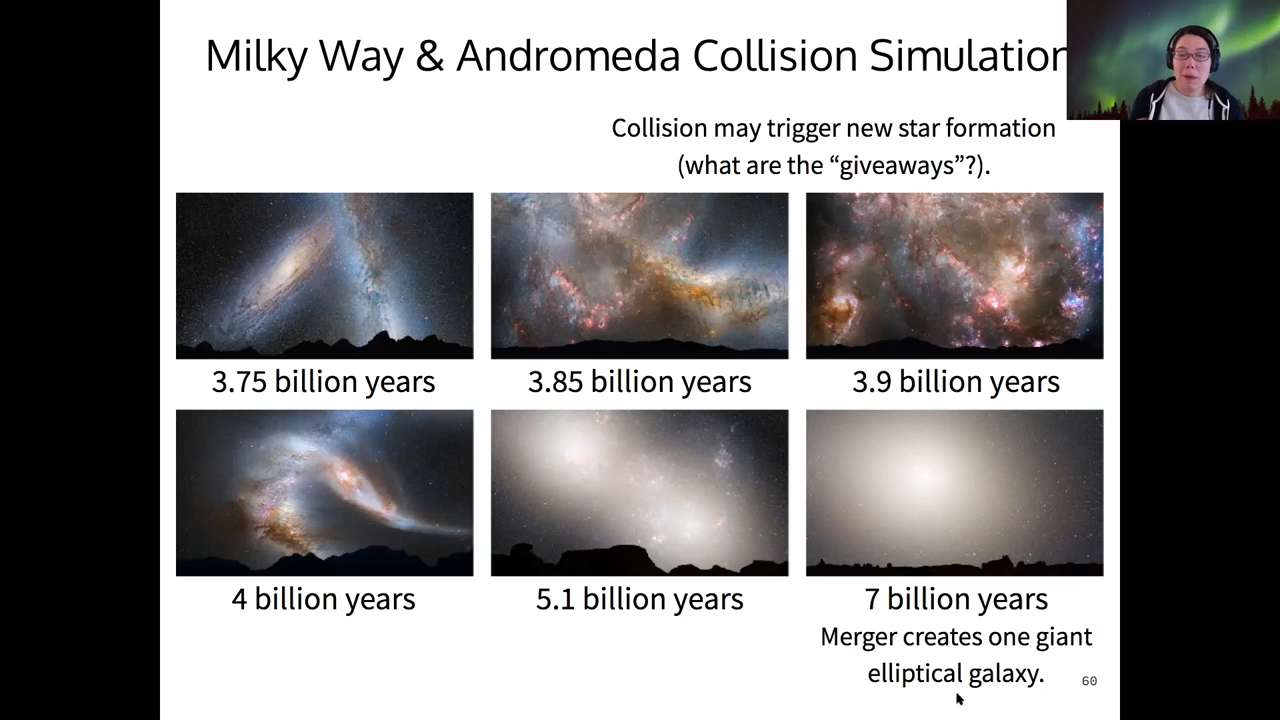 Milky Way & Andromeda Collision Simulation
Collision may trigger new star formation
(what are the “giveaways”?).
3.75 billion years
3.85 billion years
3.9 billion years
4 billion years
5.1 billion years
7 billion years
Merger creates one giant
elliptical galaxy.
60